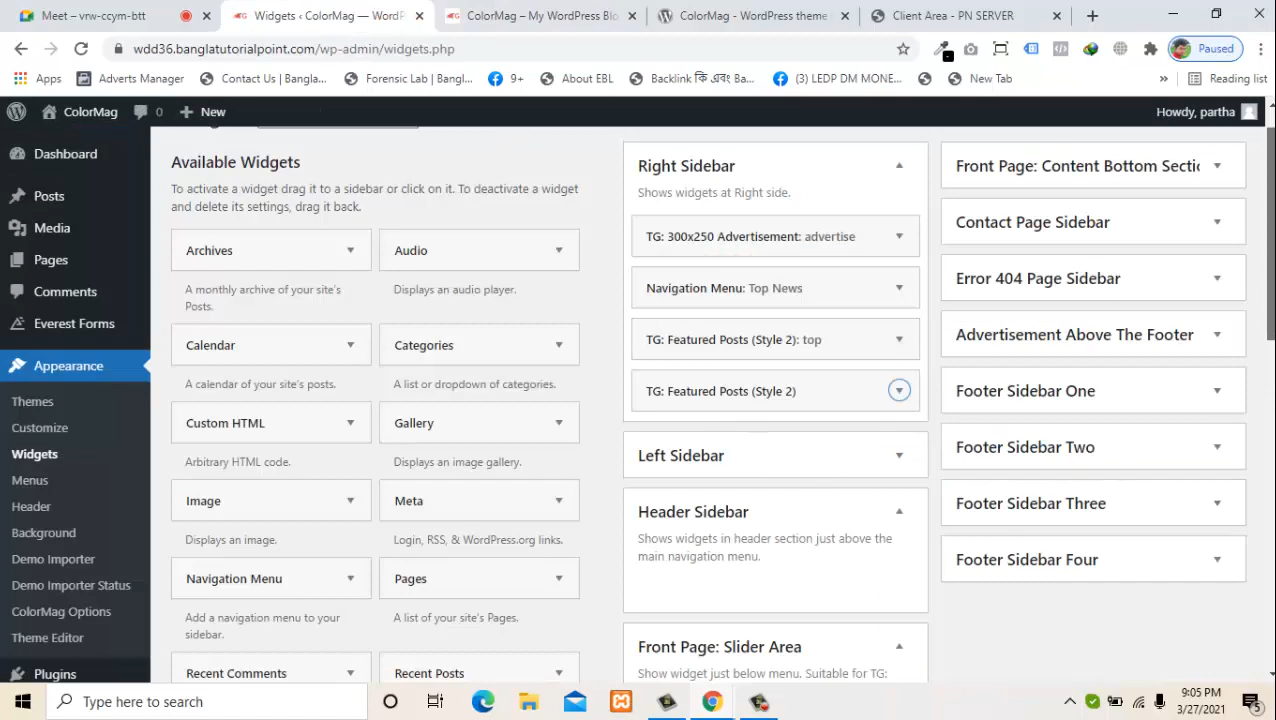 Meet – vrw-ccym-btt
Widgets ‹ ColorMag — WordP
ColorMag – My WordPress Blo
ColorMag - WordPress theme
Client Area - PN SERVER
wdd36.banglatutorialpoint.com/wp-admin/widgets.php
Paused
Apps
Adverts Manager
Contact Us | Bangla...
Forensic Lab | Bangl...
9+
About EBL
Backlink কি এবং Ba...
(3) LEDP DM MONE...
New Tab
»
Reading list
ColorMag
0
New
Howdy, partha
Dashboard
Posts
Media
Pages
Comments
Everest Forms
Appearance
Themes
Customize
Widgets
Menus
Header
Background
Demo Importer
Demo Importer Status
ColorMag Options
Theme Editor
Plugins
Available Widgets
To activate a widget drag it to a sidebar or click on it. To deactivate a widget
and delete its settings, drag it back.
Archives
A monthly archive of your site's
Posts.
Audio
Displays an audio player.
Calendar
A calendar of your site's posts.
Categories
A list or dropdown of categories.
Custom HTML
Arbitrary HTML code.
Gallery
Displays an image gallery.
Image
Displays an image.
Meta
Login, RSS, & WordPress.org links.
Navigation Menu
Add a navigation menu to your
sidebar.
Pages
A list of your site's Pages.
Recent Comments
Recent Posts
Right Sidebar
Shows widgets at Right side.
TG: 300x250 Advertisement: advertise
Navigation Menu: Top News
TG: Featured Posts (Style 2): top
TG: Featured Posts (Style 2)
Left Sidebar
Header Sidebar
Shows widgets in header section just above the
main navigation menu.
Front Page: Slider Area
Show widget just below menu. Suitable for TG:
Front Page: Content Bottom Secti
Contact Page Sidebar
Error 404 Page Sidebar
Advertisement Above The Footer
Footer Sidebar One
Footer Sidebar Two
Footer Sidebar Three
Footer Sidebar Four
Type here to search
9:05 PM
3/27/2021
5